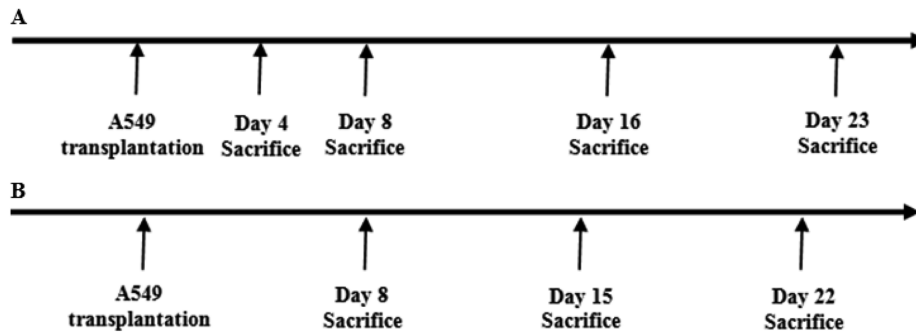 A
A549 Day 4 Day 8 Day 16 Day 23
transplantation Sacrifice Sacrifice Sacrifice Sacrifice
B
A549 Day 8 Day 15 Day 22
transplantation Sacrifice Sacrifice Sacrifice